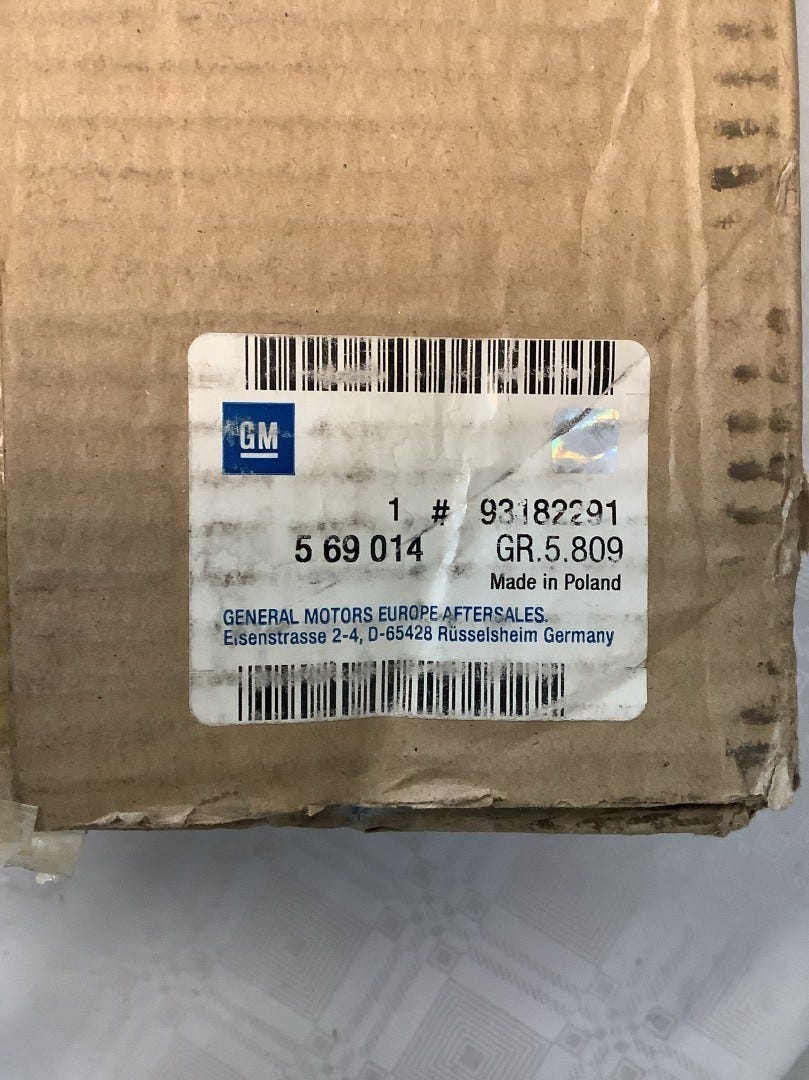 GM
1 # 93182291
5 69 014 GR.5.809
Made in Poland
GENERAL MOTORS EUROPE AFTERSALES.
Eisenstrasse 2-4, D-65428 Rüsselsheim Germany